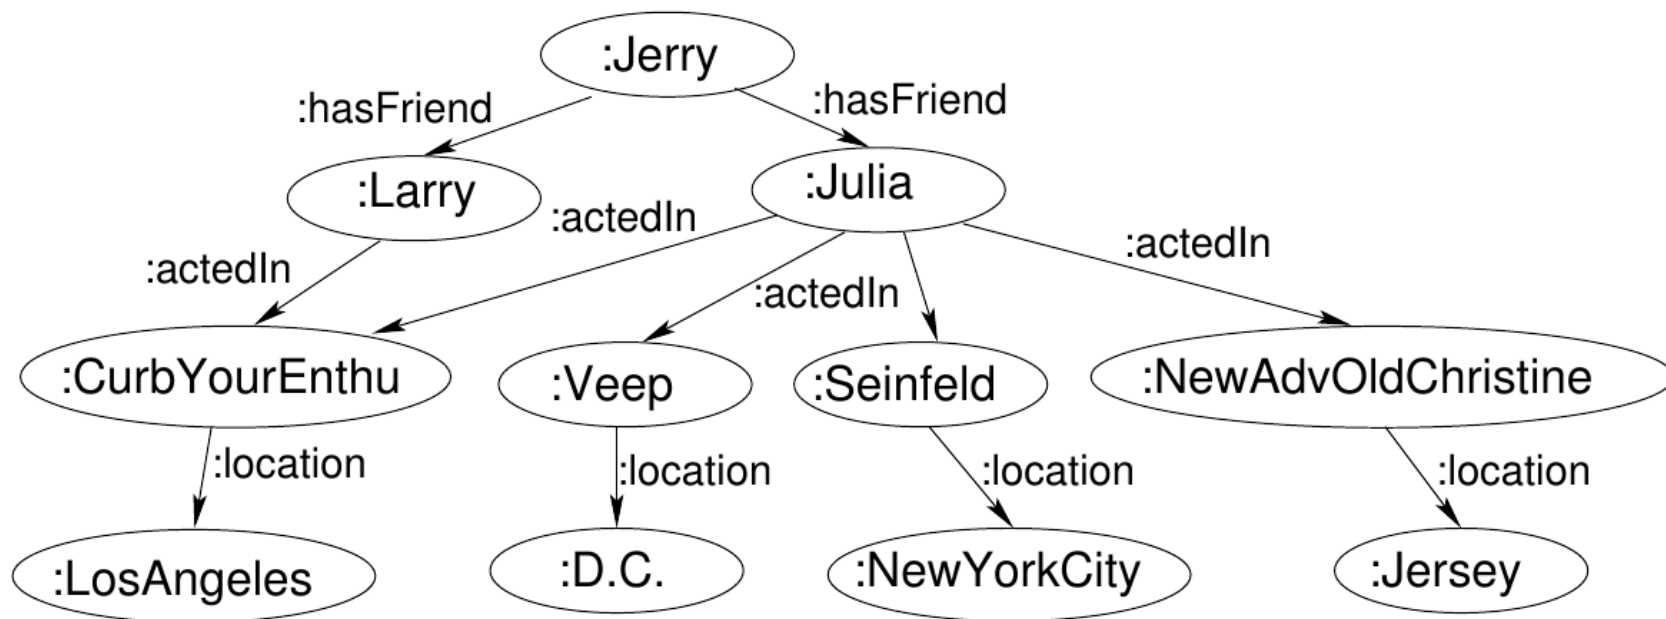 :Jerry
:hasFriend
:hasFriend
:Larry
:Julia
:actedIn
:actedIn
:actedIn
:actedIn
:CurbYourEnthu
:Veep
:Seinfeld
:NewAdvOldChristine
:location
:location
:location
:location
:LosAngeles
:D.C.
:NewYorkCity
:Jersey